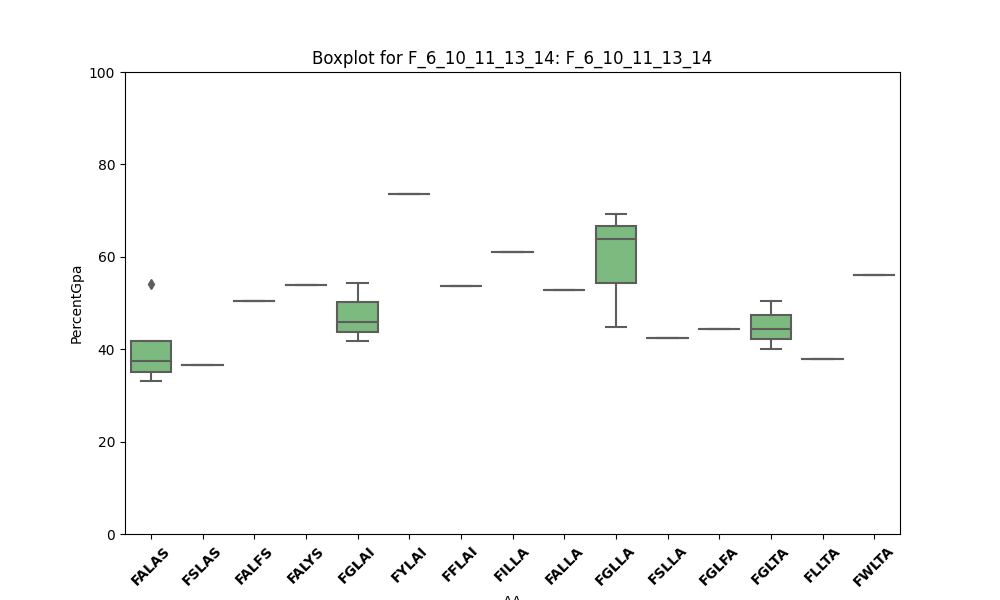 Boxplot for F_6_10_11_13_14: F_6_10_11_13_14
100
80
60
40
20
0
PercentGpa
FALAS FSLAS FALFS FALYS FGLAI FYLAI FFLAI FILLA FALLA FGLLA FSLLA FGLFA FGLTA FLLTA FWLTA
AA